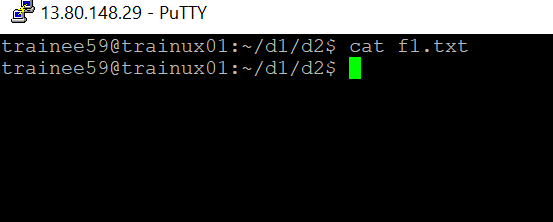 13.80.148.29 - PuTTY
trainee59@trainux01:~/d1/d2$ cat f1.txt
trainee59@trainux01:~/d1/d2$